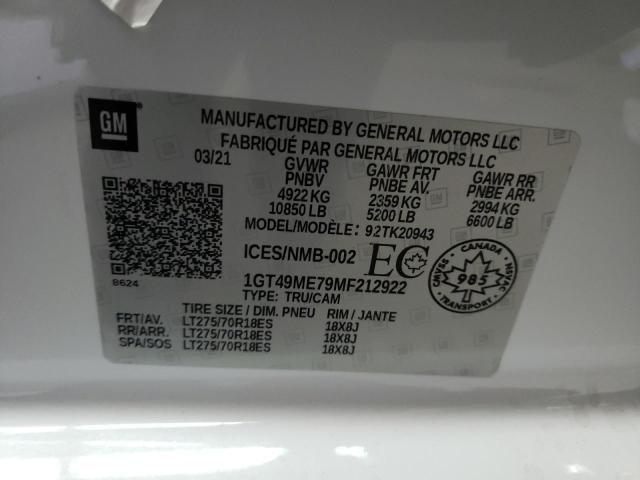 GM
MANUFACTURED BY GENERAL MOTORS LLC
FABRIQUÉ PAR GENERAL MOTORS LLC
03/21 GVWR GAWR FRT GAWR RR
PNBV PNBE AV. PNBE ARR.
4922 KG 2359 KG 2994 KG
10850 LB 5200 LB 6600 LB
MODEL/MODÈLE: 92TK20943
ICES/NMB-002 EC
CANADA
CMVSS NSVAC
985
8624
1GT49ME79MF212922
TYPE: TRU/CAM
TIRE SIZE / DIM. PNEU RIM / JANTE
FRT/AV. LT275/70R18ES 18X8J
RR/ARR. LT275/70R18ES 18X8J
SPA/SOS LT275/70R18ES 18X8J